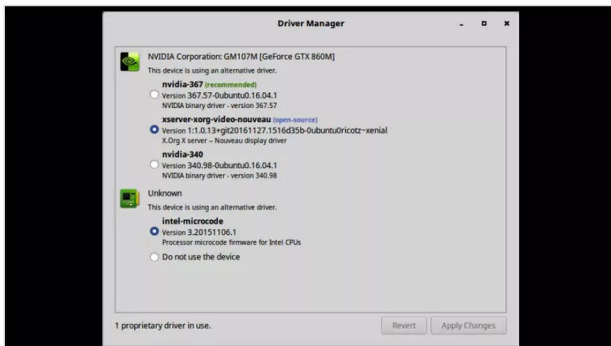 Driver Manager
NVIDIA Corporation: GM107M [GeForce GTX 860M]
This device is using an alternative driver.
nvidia-367 (recommended)
Version 367.57-0ubuntu0.16.04.1
NVIDIA binary driver - version 367.57
xserver-xorg-video-nouveau (open-source)
Version 1:1.0.13+git20161127.1516d35b-0ubuntu0ricotz~xenial
X.Org X server -- Nouveau display driver
nvidia-340
Version 340.98-0ubuntu0.16.04.1
NVIDIA binary driver - version 340.98
Unknown
This device is using an alternative driver.
intel-microcode
Version 3.20151106.1
Processor microcode firmware for Intel CPUs
Do not use the device
1 proprietary driver in use.
Revert
Apply Changes